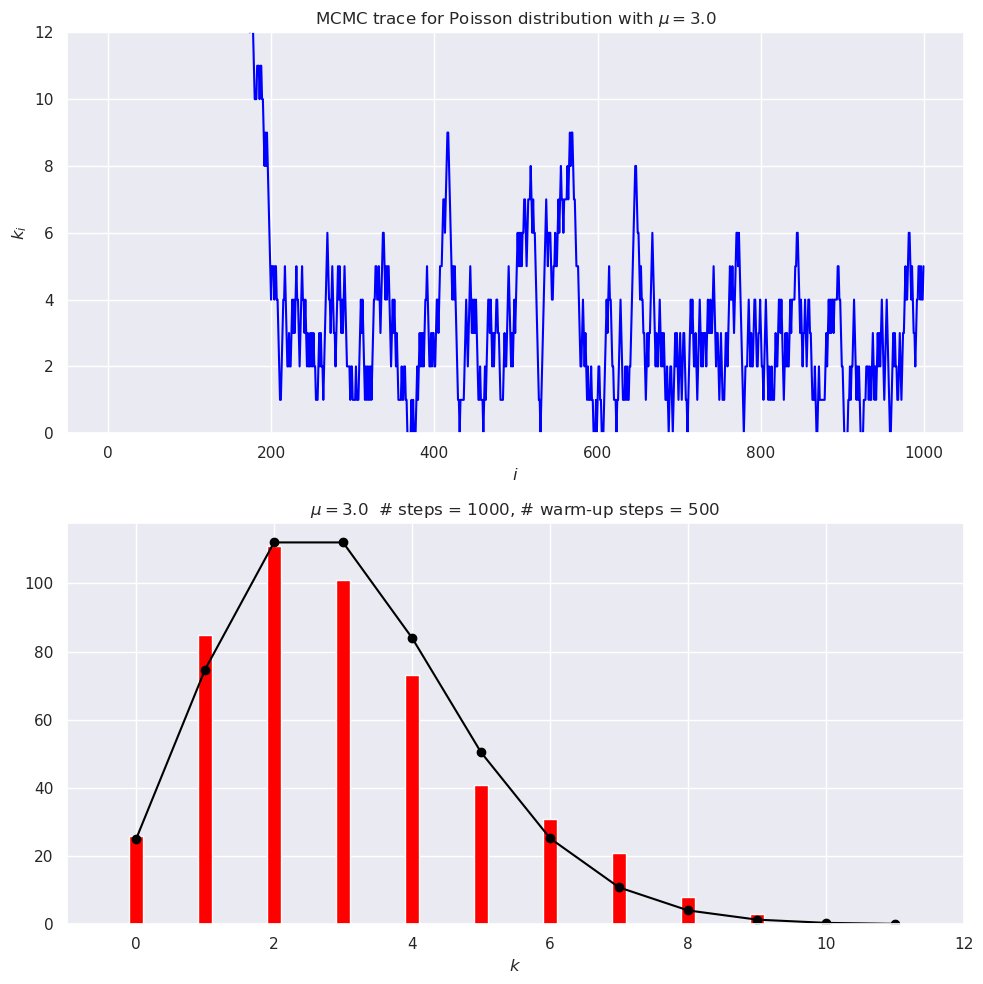 MCMC trace for Poisson distribution with μ = 3.0
12
10
8
6
4
2
0
k_i
0 200 400 600 800 1000
i
μ = 3.0 # steps = 1000, # warm-up steps = 500
100
80
60
40
20
0
0 2 4 6 8 10 12
k